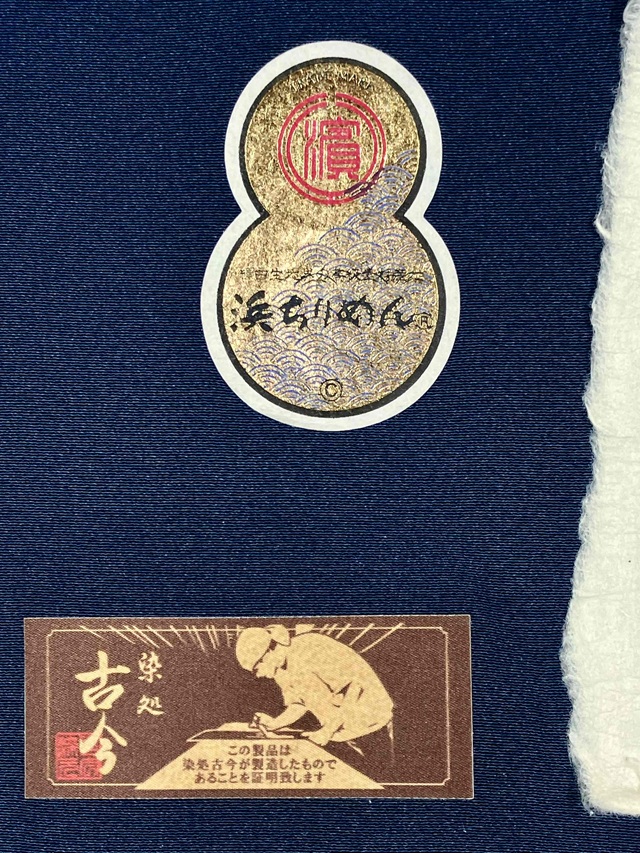 TRADE MARK
濱
浜ちりめん®
©
染処
古今
この製品は
染処古今が製造したもので
あることを証明致します